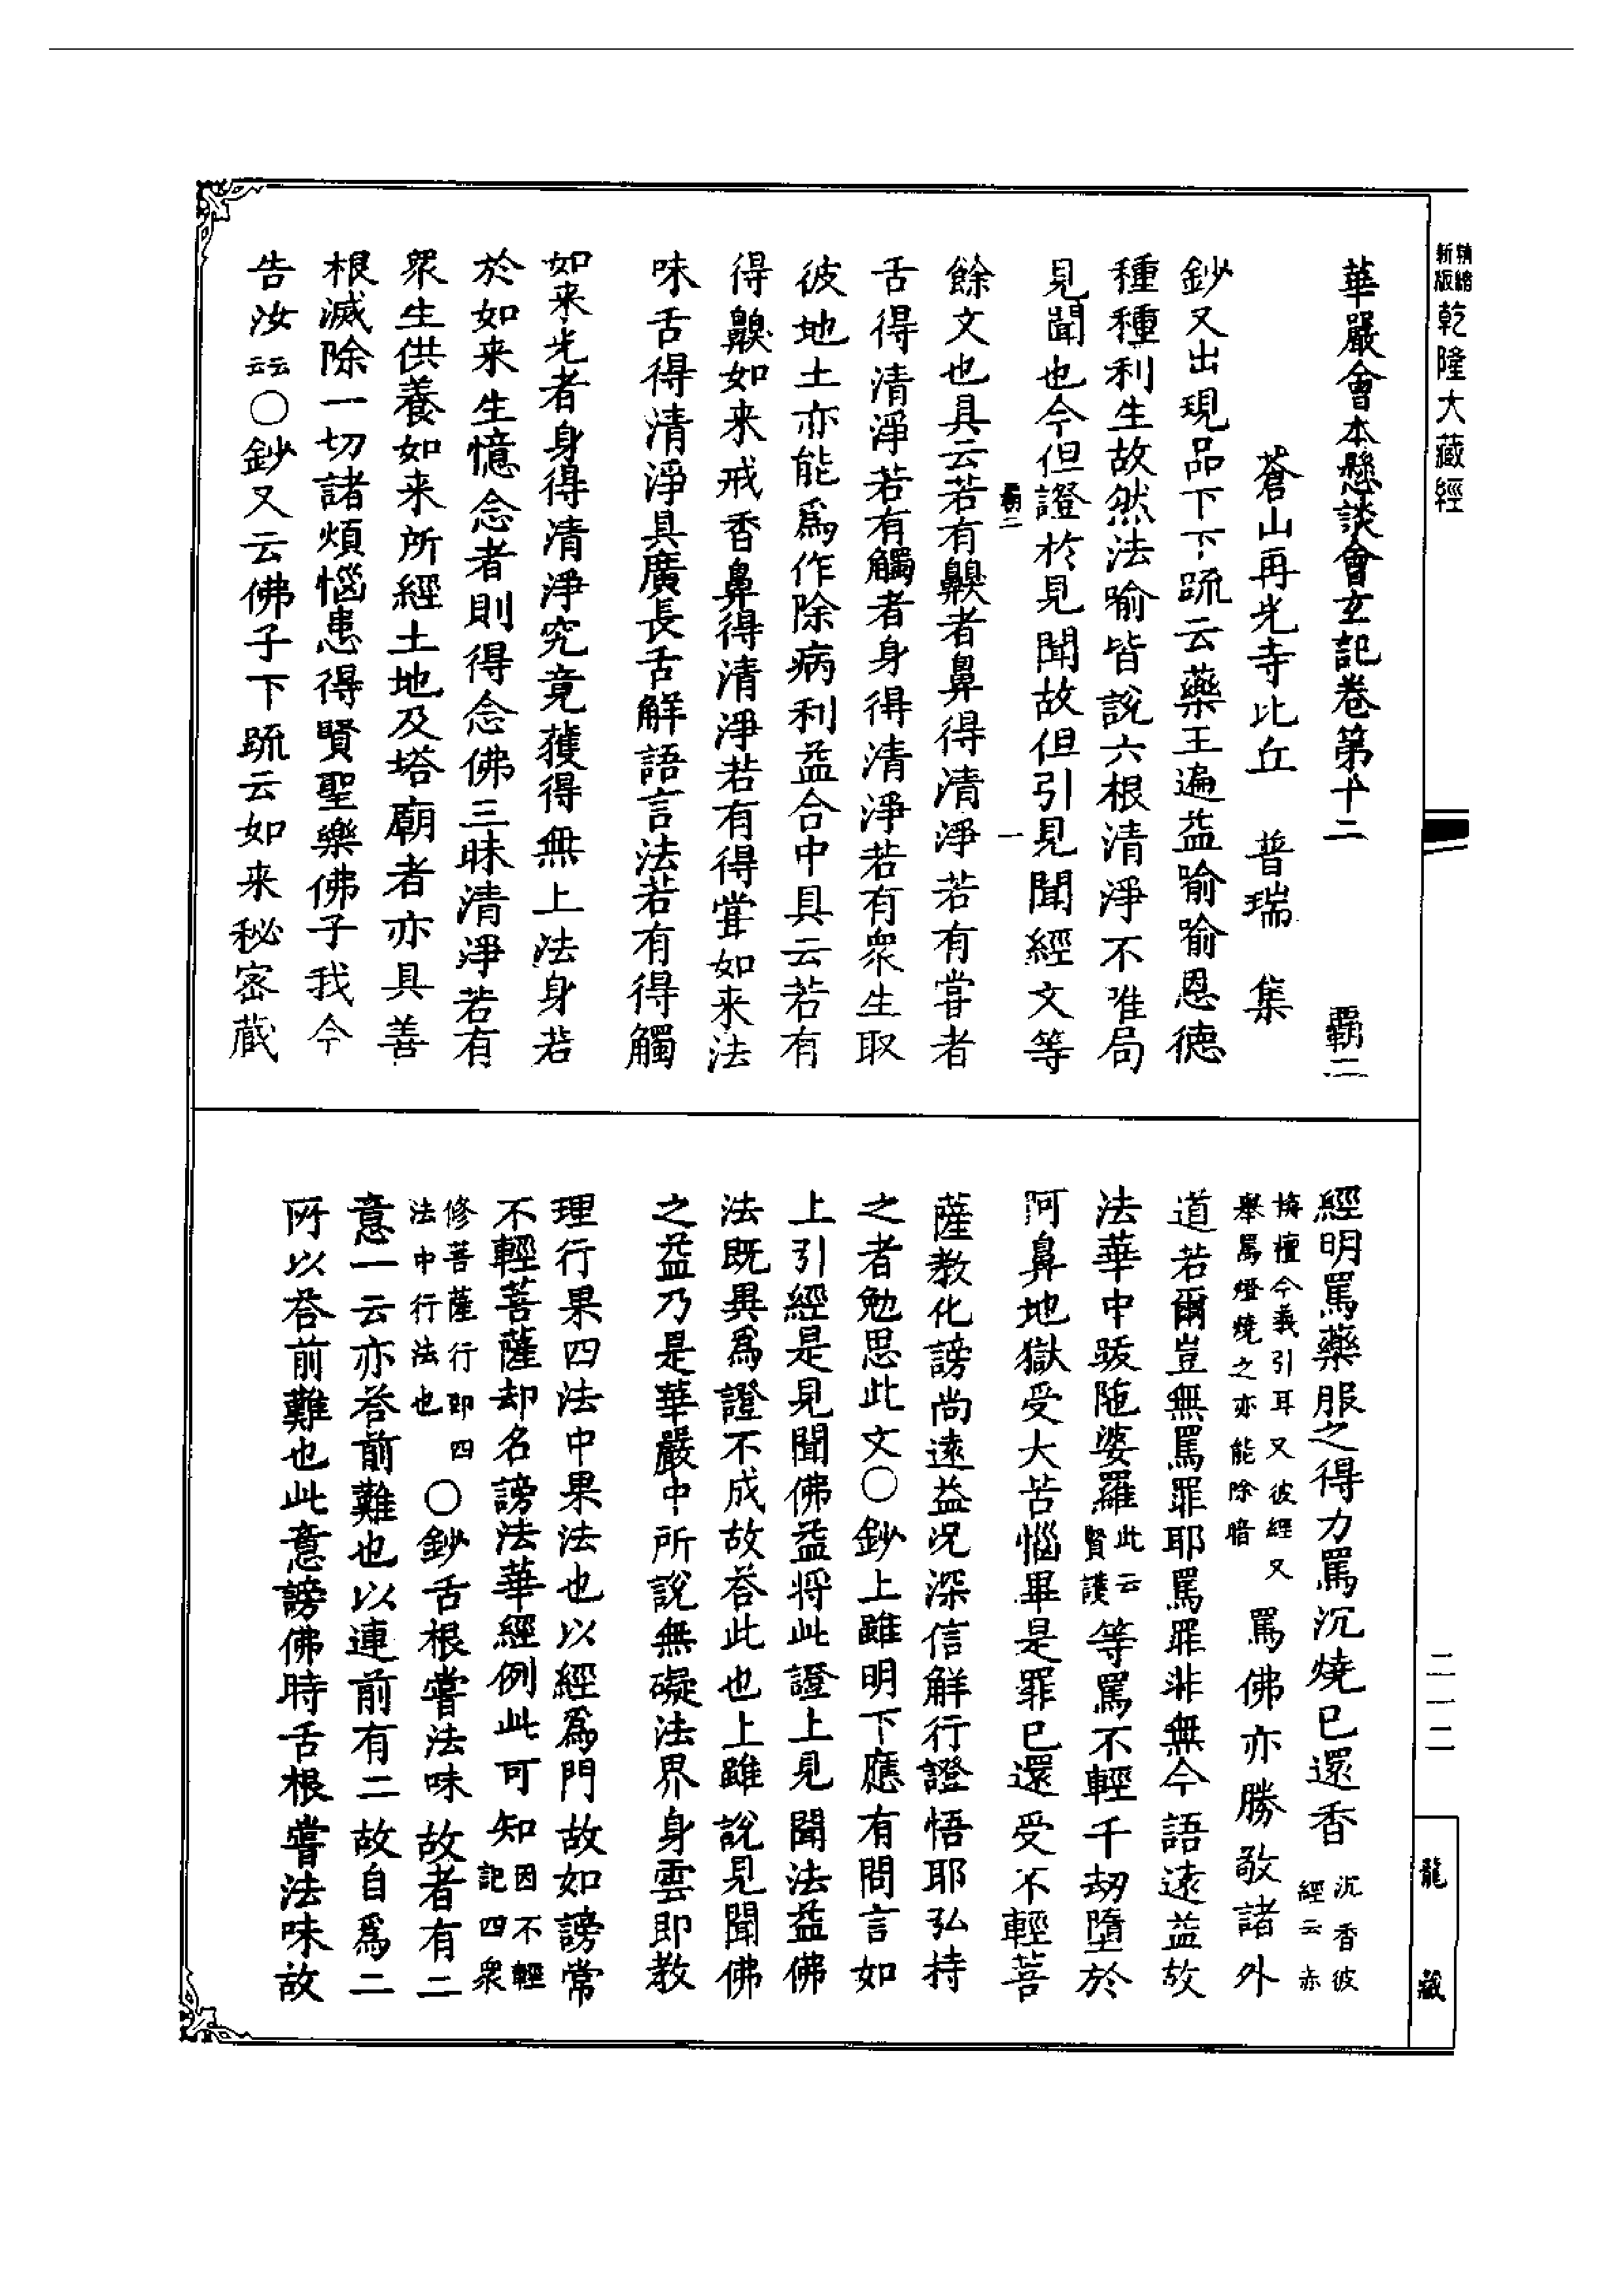 精繕新版乾隆大藏經
華嚴會本懸談會玄記卷第十二 霸二
蒼山再光寺比丘 普瑞 集
鈔又出現品下下疏云藥王遍益喻喻恩德
種種利生故然法喻皆說六根清淨不唯局
見聞也今但證於見聞故但引見聞經文等
霸二 一
餘文也具云若有齅者鼻得清淨若有嘗者
舌得清淨若有觸者身得清淨若有衆生取
彼地土亦能爲作除病利益合中具云若有
得齅如来戒香鼻得清淨若有得甞如来法
味舌得清淨具廣長舌解語言法若有得觸
如来光者身得清淨究竟獲得無上法身若
於如来生憶念者則得念佛三昧清淨若有
衆生供養如来所經土地及塔廟者亦具善
根滅除一切諸煩惱患得賢聖樂佛子我今
告汝云云○鈔又云佛子下疏云如来秘密藏
經明罵藥服之得力罵沉燒已還香沉香彼經云赤
栴檀今義引耳又彼經又舉罵燈燒之亦能除暗罵佛亦勝敬諸外
道若爾豈無罵罪耶罵罪非無今語遠益故
法華中跋陁婆羅此云賢護等罵不輕千劫墮於
阿鼻地獄受大苦惱畢是罪已還受不輕菩
薩教化謗尚遠益况深信解行證悟耶弘持
之者勉思此文○鈔上雖明下應有問言如
上引經是見聞佛益將此證上見聞法益佛
法既異爲證不成故荅此也上雖說見聞佛
之益乃是華嚴中所說無礙法界身雲即教
理行果四法中果法也以經爲門故如謗常
不輕菩薩却名謗法華經例此可知因不輕記四衆
修菩薩行即四法中行法也○鈔舌根嘗法味故者有二
意一云亦荅前難也以連前有二故自爲二
所以荅前難也此意謗佛時舌根嘗法味故
二一二
龍藏